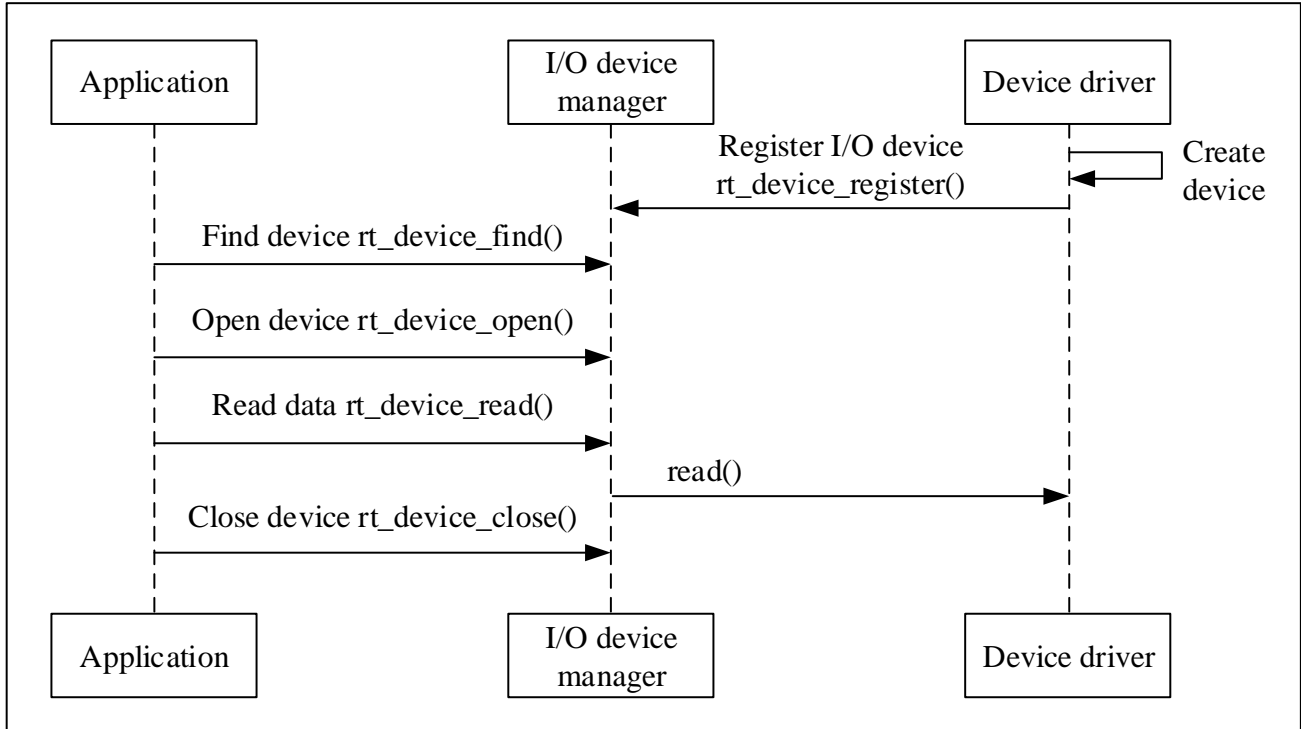 Application
I/O device
manager
Device driver
Register I/O device
rt_device_register()
Create
device
Find device rt_device_find()
Open device rt_device_open()
Read data rt_device_read()
read()
Close device rt_device_close()
Application
I/O device
manager
Device driver